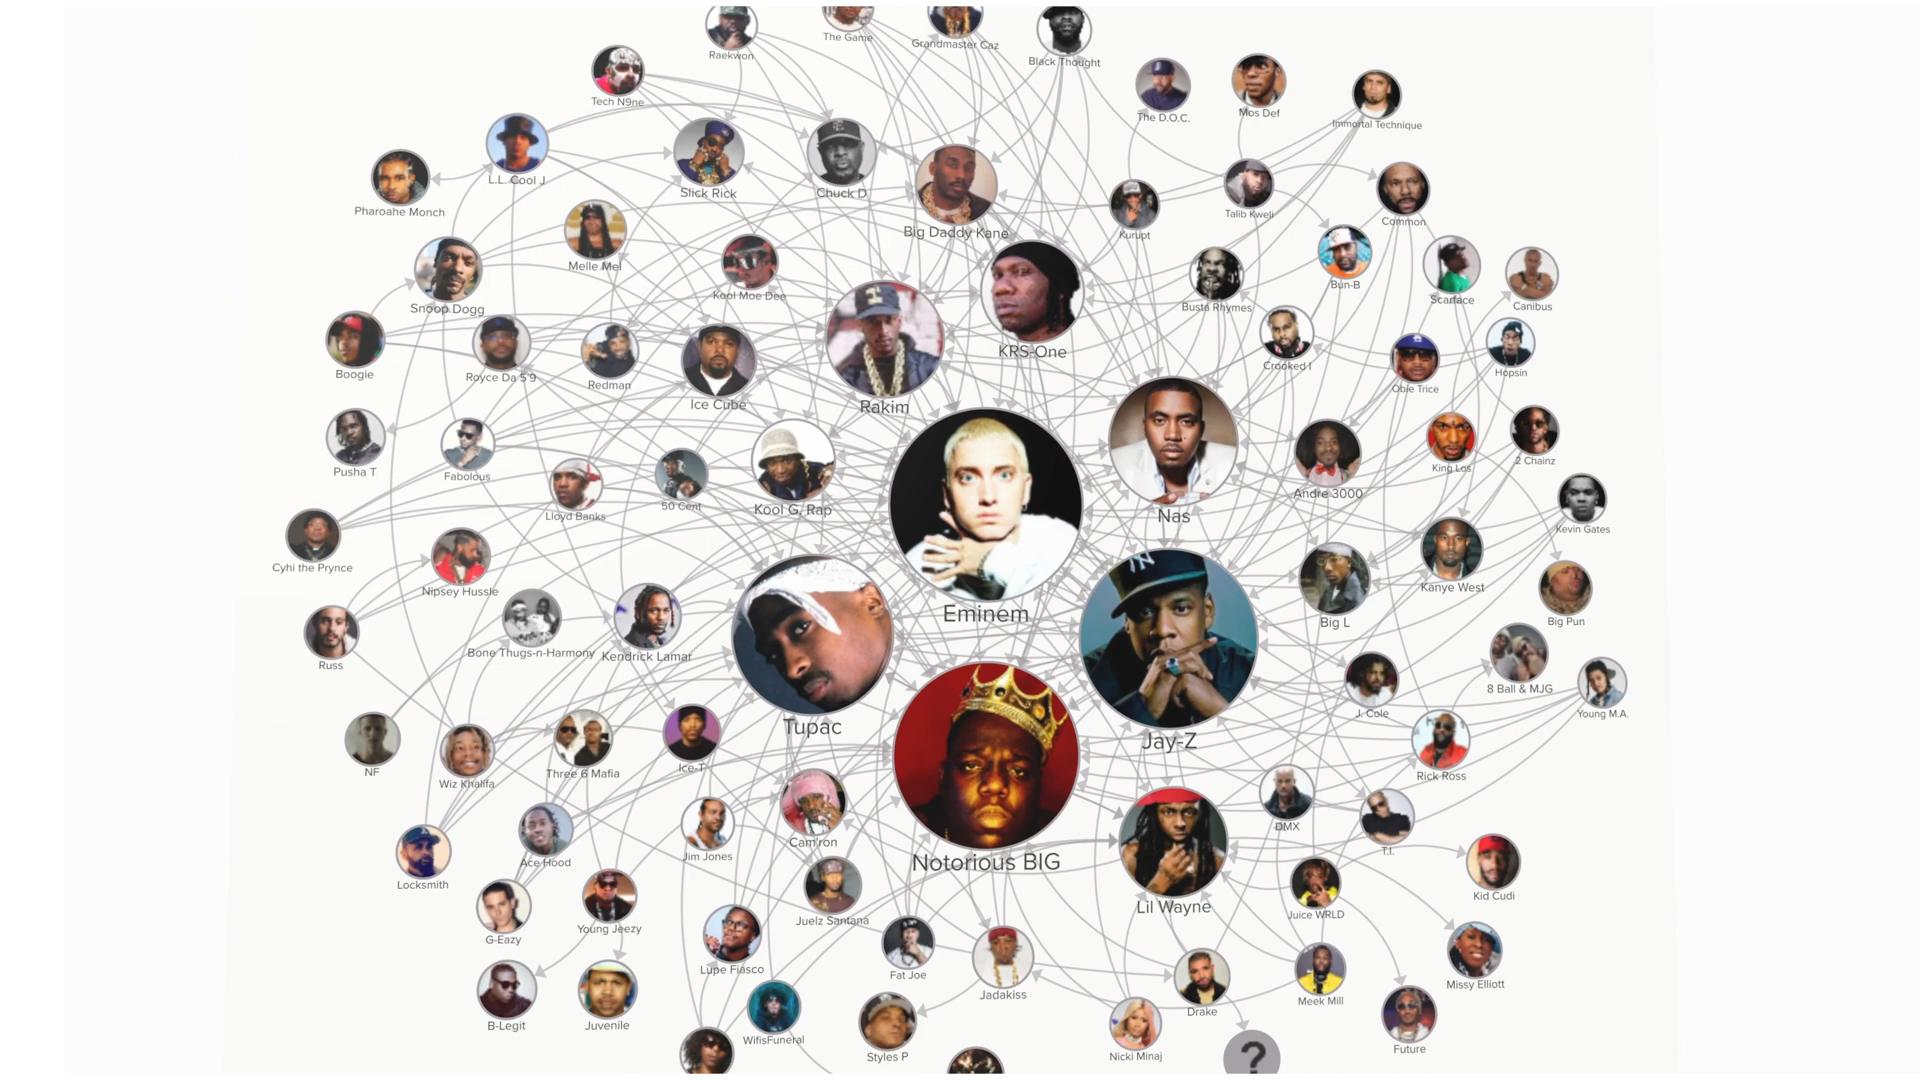 Raekwon
The Game
Grandmaster Caz
Black Thought
Tech N9ne
The D.O.C.
Mos Def
Immortal Technique
L.L. Cool J
Slick Rick
Chuck D
Pharoahe Monch
Big Daddy Kane
Kurupt
Talib Kweli
Common
Melle Mel
Kool Moe Dee
Snoop Dogg
Busta Rhymes
Bun-B
Scarface
Canibus
Boogie
Royce Da 5'9
Redman
Ice Cube
Rakim
KRS-One
Crooked I
Obie Trice
Hopsin
Pusha T
Fabolous
Lloyd Banks
50 Cent
Kool G. Rap
Nas
Andre 3000
King Los
2 Chainz
Kevin Gates
Cyhi the Prynce
Nipsey Hussle
Eminem
Big L
Kanye West
Big Pun
Russ
Bone Thugs-n-Harmony
Kendrick Lamar
Tupac
Jay-Z
J. Cole
8 Ball & MJG
Young M.A.
NF
Wiz Khalifa
Three 6 Mafia
Ice-T
Rick Ross
Locksmith
Ace Hood
Jim Jones
Cam'ron
Notorious BIG
DMX
T.I.
G-Eazy
Young Jeezy
Juelz Santana
Lil Wayne
Juice WRLD
Kid Cudi
Lupe Fiasco
Fat Joe
Jadakiss
Drake
Meek Mill
Missy Elliott
B-Legit
Juvenile
WifisFuneral
Styles P
Nicki Minaj
?
Future